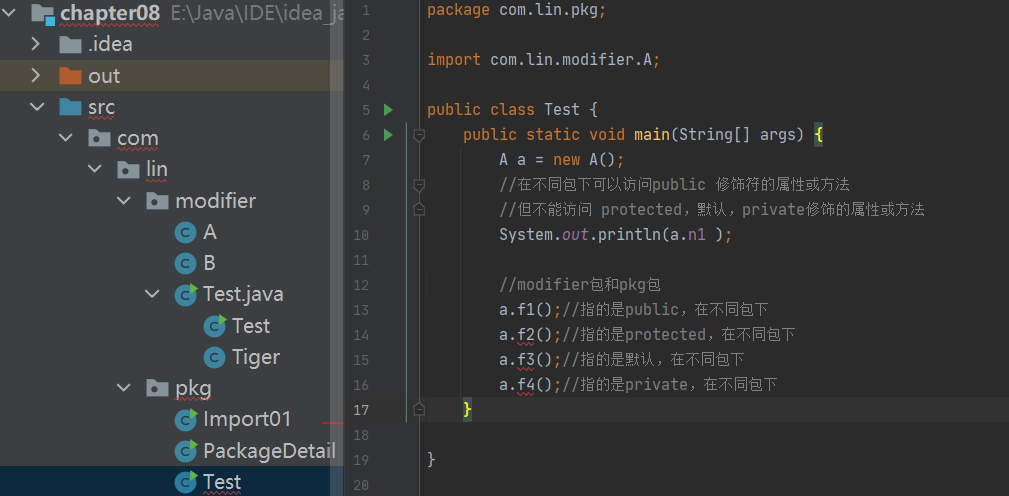 chapter08 E:\Java\IDE\idea_ja
.idea
out
src
com
lin
modifier
A
B
Test.java
Test
Tiger
pkg
Import01
PackageDetail
Test
1 package com.lin.pkg;
2
3 import com.lin.modifier.A;
4
5 public class Test {
6 public static void main(String[] args) {
7 A a = new A();
8 //在不同包下可以访问public 修饰符的属性或方法
9 //但不能访问 protected，默认，private修饰的属性或方法
10 System.out.println(a.n1 );
11
12 //modifier包和pkg包
13 a.f1();//指的是public，在不同包下
14 a.f2();//指的是protected，在不同包下
15 a.f3();//指的是默认，在不同包下
16 a.f4();//指的是private，在不同包下
17 }
18
19 }
20